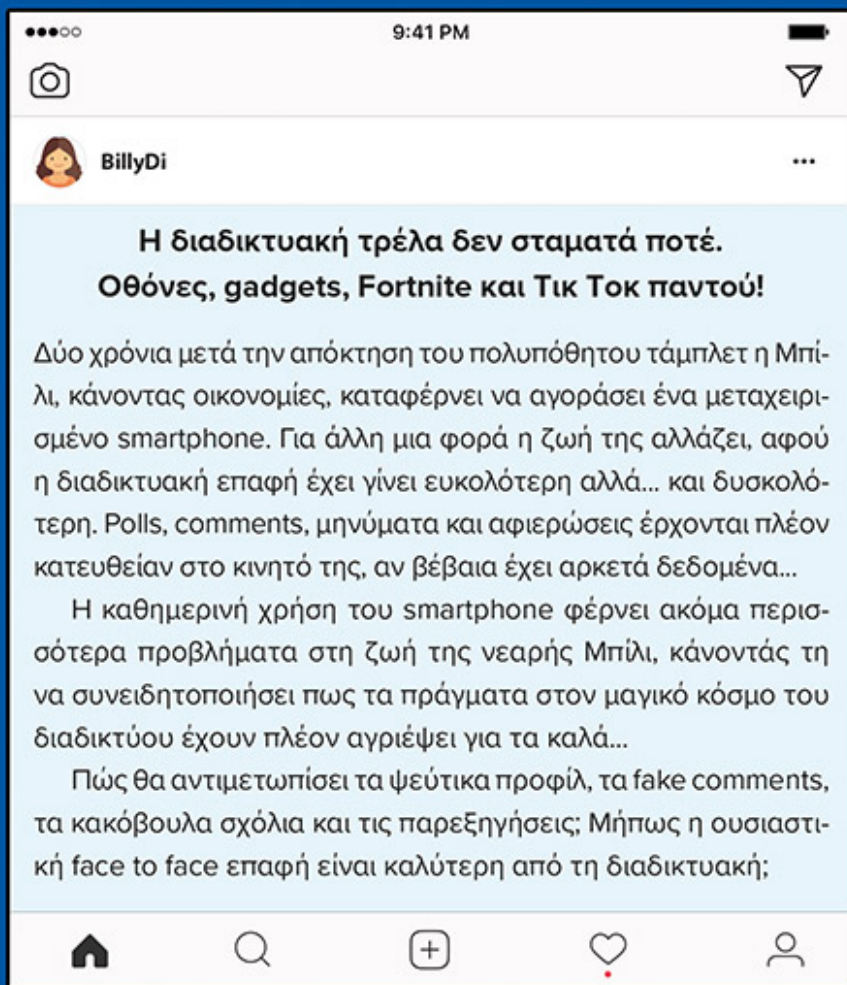 9:41 PM
BillyDi
Η διαδικτυακή τρέλα δεν σταματά ποτέ.
Οθόνες, gadgets, Fortnite και Τικ Τοκ παντού!
Δύο χρόνια μετά την απόκτηση του πολυπόθητου τάμπλετ η Μπί-
λι, κάνοντας οικονομίες, καταφέρνει να αγοράσει ένα μεταχειρι-
σμένο smartphone. Για άλλη μια φορά η ζωή της αλλάζει, αφού
η διαδικτυακή επαφή έχει γίνει ευκολότερη αλλά... και δυσκολό-
τερη. Polls, comments, μηνύματα και αφιερώσεις έρχονται πλέον
κατευθείαν στο κινητό της, αν βέβαια έχει αρκετά δεδομένα...
Η καθημερινή χρήση του smartphone φέρνει ακόμα περισ-
σότερα προβλήματα στη ζωή της νεαρής Μπίλι, κάνοντάς τη
να συνειδητοποιήσει πως τα πράγματα στον μαγικό κόσμο του
διαδικτύου έχουν πλέον αγριέψει για τα καλά...
Πώς θα αντιμετωπίσει τα ψεύτικα προφίλ, τα fake comments,
τα κακόβουλα σχόλια και τις παρεξηγήσεις; Μήπως η ουσιαστι-
κή face to face επαφή είναι καλύτερη από τη διαδικτυακή;